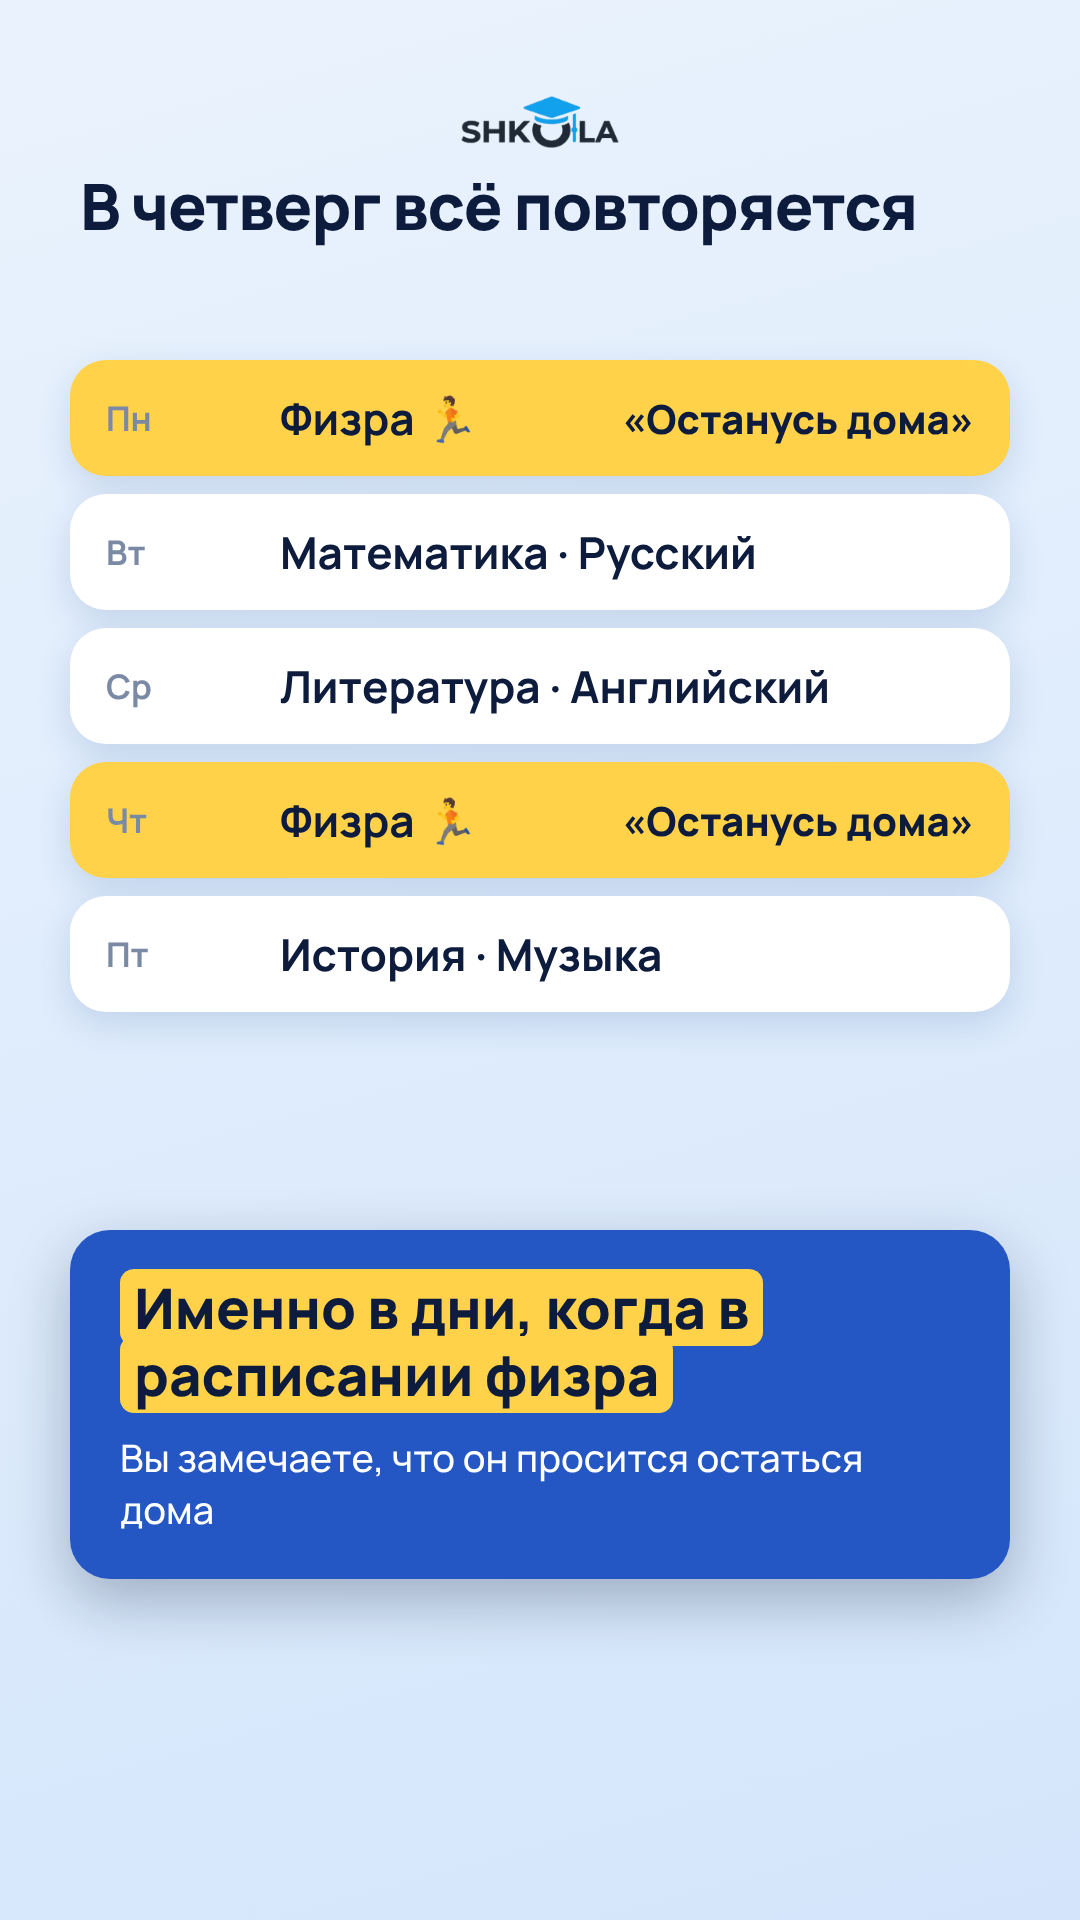 SHKOLA
В четверг всё повторяется
Пн Физра 🏃 «Останусь дома»
Вт Математика · Русский
Ср Литература · Английский
Чт Физра 🏃 «Останусь дома»
Пт История · Музыка
Именно в дни, когда в
расписании физра
Вы замечаете, что он просится остаться
дома